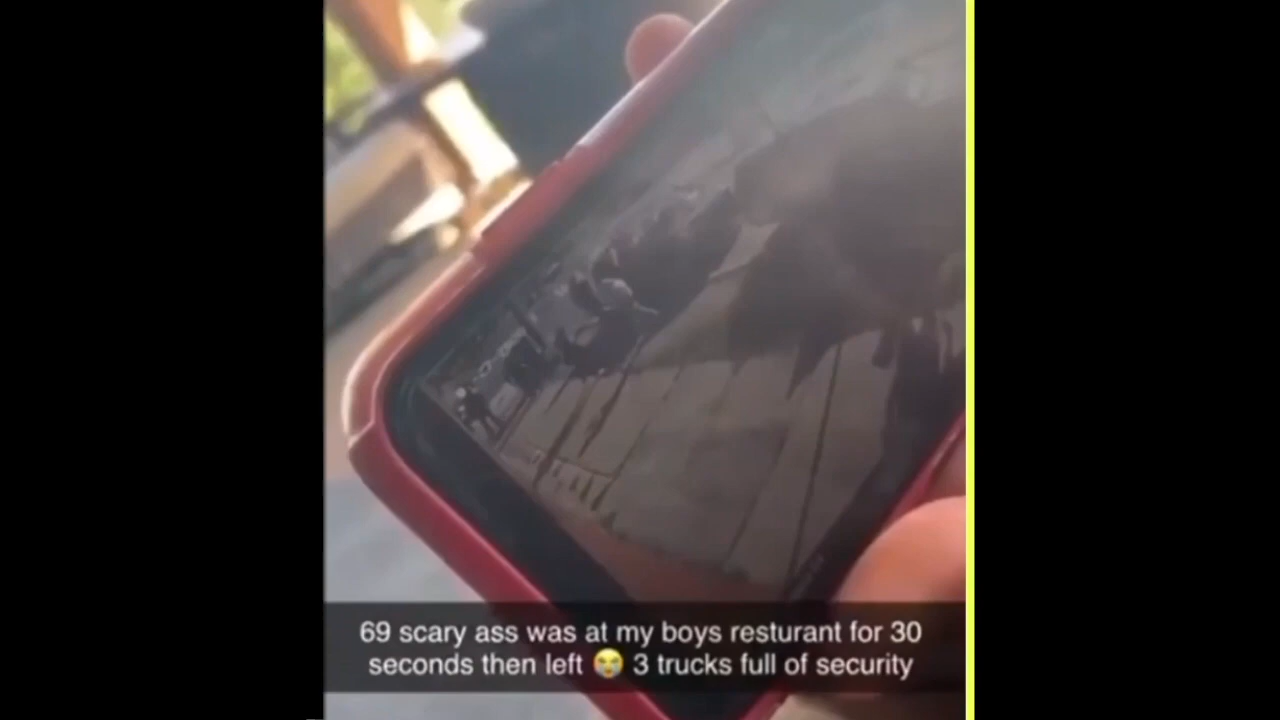 69 scary ass was at my boys resturant for 30
seconds then left 😭 3 trucks full of security